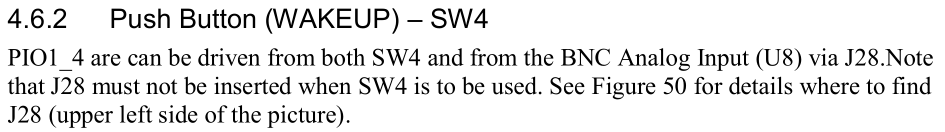 4.6.2 Push Button (WAKEUP) – SW4
PIO1_4 are can be driven from both SW4 and from the BNC Analog Input (U8) via J28.Note
that J28 must not be inserted when SW4 is to be used. See Figure 50 for details where to find
J28 (upper left side of the picture).